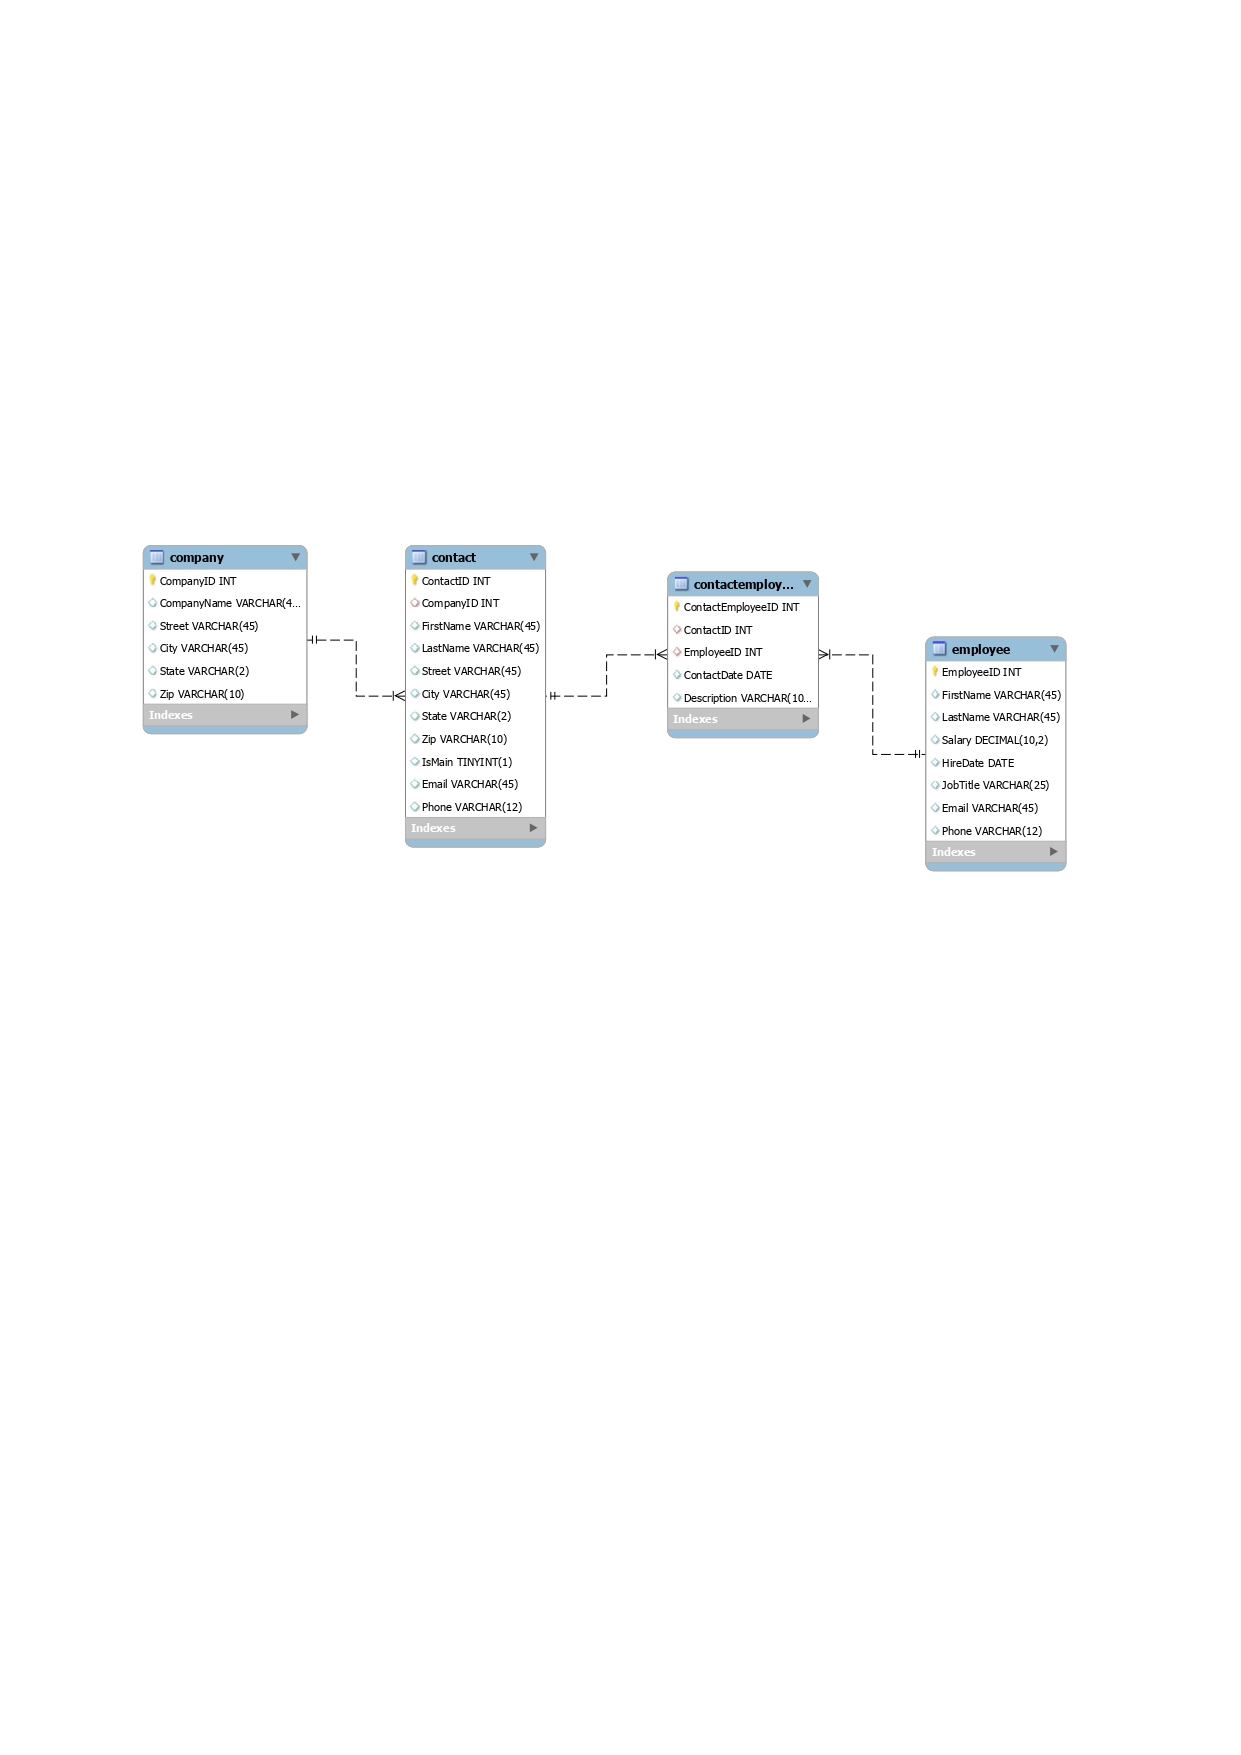 company
CompanyID INT
CompanyName VARCHAR(4...
Street VARCHAR(45)
City VARCHAR(45)
State VARCHAR(2)
Zip VARCHAR(10)
Indexes
contact
ContactID INT
CompanyID INT
FirstName VARCHAR(45)
LastName VARCHAR(45)
Street VARCHAR(45)
City VARCHAR(45)
State VARCHAR(2)
Zip VARCHAR(10)
IsMain TINYINT(1)
Email VARCHAR(45)
Phone VARCHAR(12)
Indexes
contactemploy...
ContactEmployeeID INT
ContactID INT
EmployeeID INT
ContactDate DATE
Description VARCHAR(10...
Indexes
employee
EmployeeID INT
FirstName VARCHAR(45)
LastName VARCHAR(45)
Salary DECIMAL(10,2)
HireDate DATE
JobTitle VARCHAR(25)
Email VARCHAR(45)
Phone VARCHAR(12)
Indexes